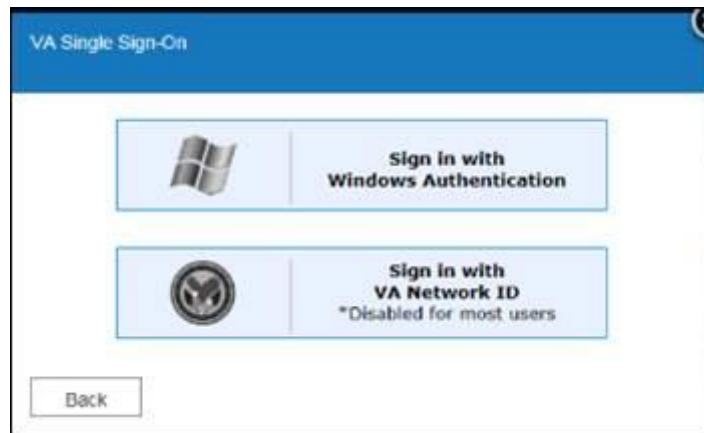 VA Single Sign-On
Sign in with
Windows Authentication
Sign in with
VA Network ID
*Disabled for most users
Back